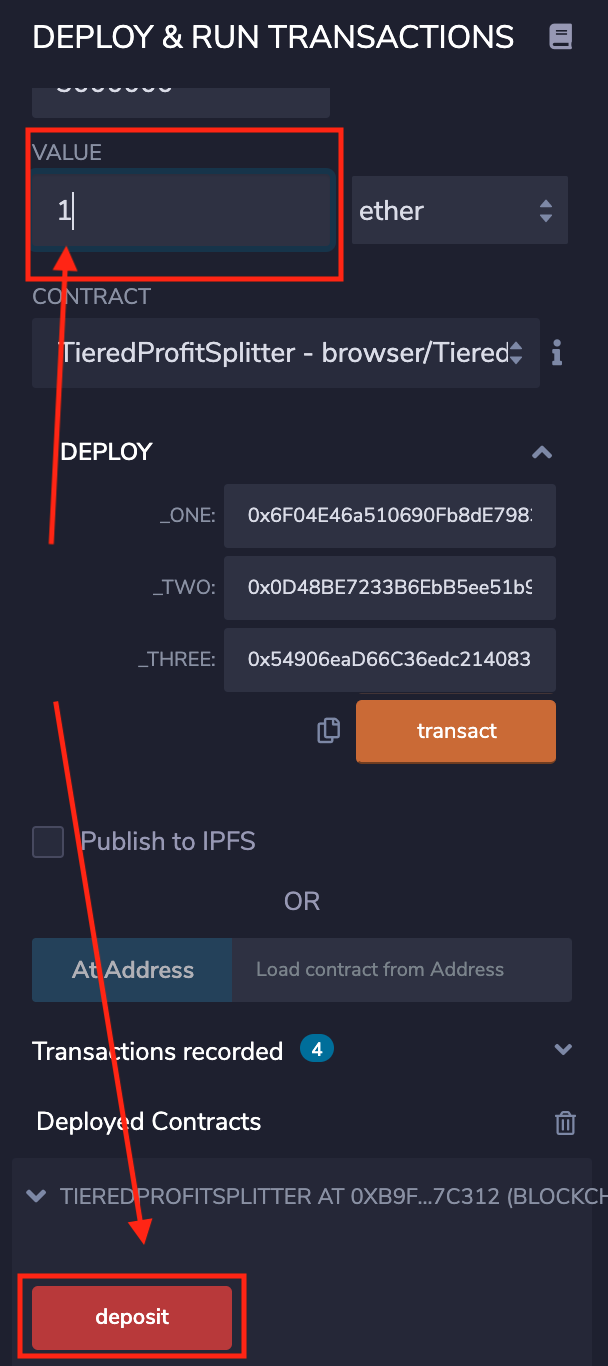 DEPLOY & RUN TRANSACTIONS
VALUE
1
ether
CONTRACT
TieredProfitSplitter - browser/Tiered
DEPLOY
_ONE: 0x6F04E46a510690Fb8dE798
_TWO: 0x0D48BE7233B6EbB5ee51b9
_THREE: 0x54906eaD66C36edc214083
transact
Publish to IPFS
OR
At Address Load contract from Address
Transactions recorded 4
Deployed Contracts
TIEREDPROFITSPLITTER AT 0XB9F...7C312 (BLOCKCH
deposit